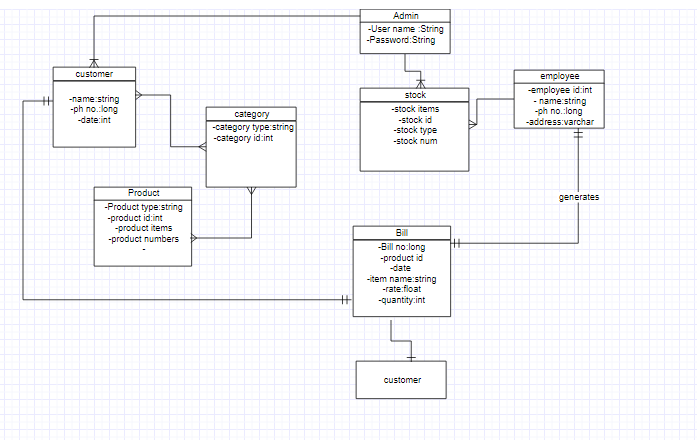 Admin
-User name :String
-Password:String
customer
-name:string
-ph no.:long
-date:int
stock
-stock items
-stock id
-stock type
-stock num
employee
-employee id:int
- name:string
-ph no.:long
-address:varchar
category
-category type:string
-category id:int
Product
-Product type:string
-product id:int
-product items
-product numbers
-
generates
Bill
-Bill no:long
-product id
-date
-item name:string
-rate:float
-quantity:int
customer